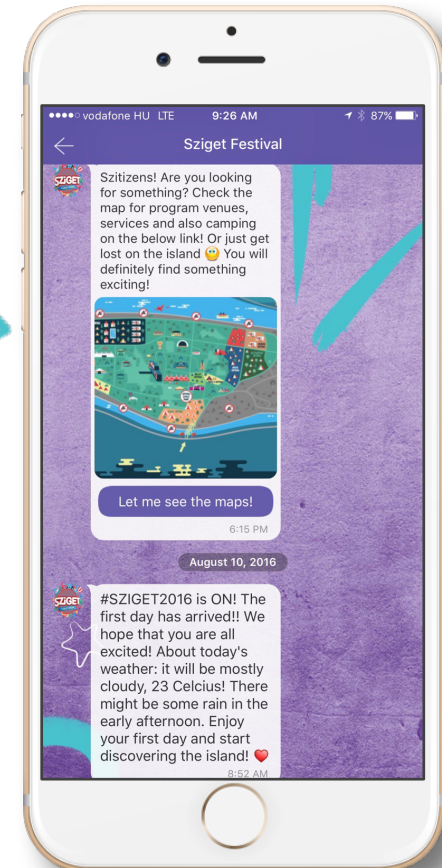 vodafone HU LTE 9:26 AM 87%
Sziget Festival
SZIGET
Szitizens! Are you looking
for something? Check the
map for program venues,
services and also camping
on the below link! Or just get
lost on the island 🙂 You will
definitely find something
exciting!
Let me see the maps!
6:15 PM
August 10, 2016
SZIGET
#SZIGET2016 is ON! The
first day has arrived!! We
hope that you are all
excited! About today's
weather: it will be mostly
cloudy, 23 Celcius! There
might be some rain in the
early afternoon. Enjoy
your first day and start
discovering the island! ❤️
8:52 AM